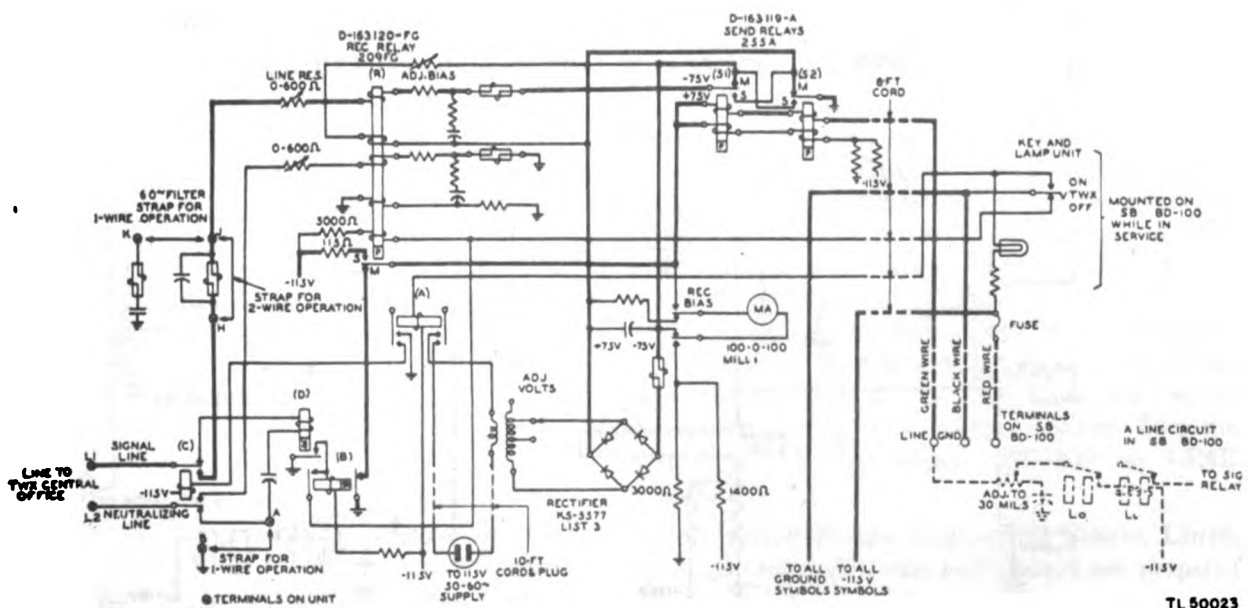 D-163120-FG
REC RELAY
209FG
(R)
ADJ. BIAS
LINE RES.
0-600Ω
0-600Ω
D-163119-A
SEND RELAYS
255A
(S1)
(S2)
-75V
+75V
M
S
M
S
P
P
8-FT
CORD
-115V
KEY AND
LAMP UNIT
ON
TWX
OFF
MOUNTED ON
SB BD-100
WHILE IN
SERVICE
60~FILTER
STRAP FOR
1-WIRE OPERATION
K
J
H
STRAP FOR
2-WIRE OPERATION
3000Ω
115Ω
-115V
P
S
M
(A)
REC
BIAS
MA
100-0-100
MILLI
+75V
-75V
FUSE
GREEN WIRE
BLACK WIRE
RED WIRE
TERMINALS
ON SB
BD-100
LINE
GND
A LINE CIRCUIT
IN SB BD-100
TO SIG
RELAY
ADJ. TO
30 MILS
-115V
ADJ
VOLTS
RECTIFIER
KS-5577
LIST 3
3000Ω
1400Ω
-115V
(D)
(B)
(C)
L1
SIGNAL
LINE
LINE TO
TWX CENTRAL
OFFICE
-115V
L2
NEUTRALIZING
LINE
A
STRAP FOR
1-WIRE OPERATION
-115V
TO 115V
50-60~
SUPPLY
10-FT
CORD & PLUG
TO ALL
GROUND
SYMBOLS
TO ALL
-115 V
SYMBOLS
TERMINALS ON UNIT
TL 50023